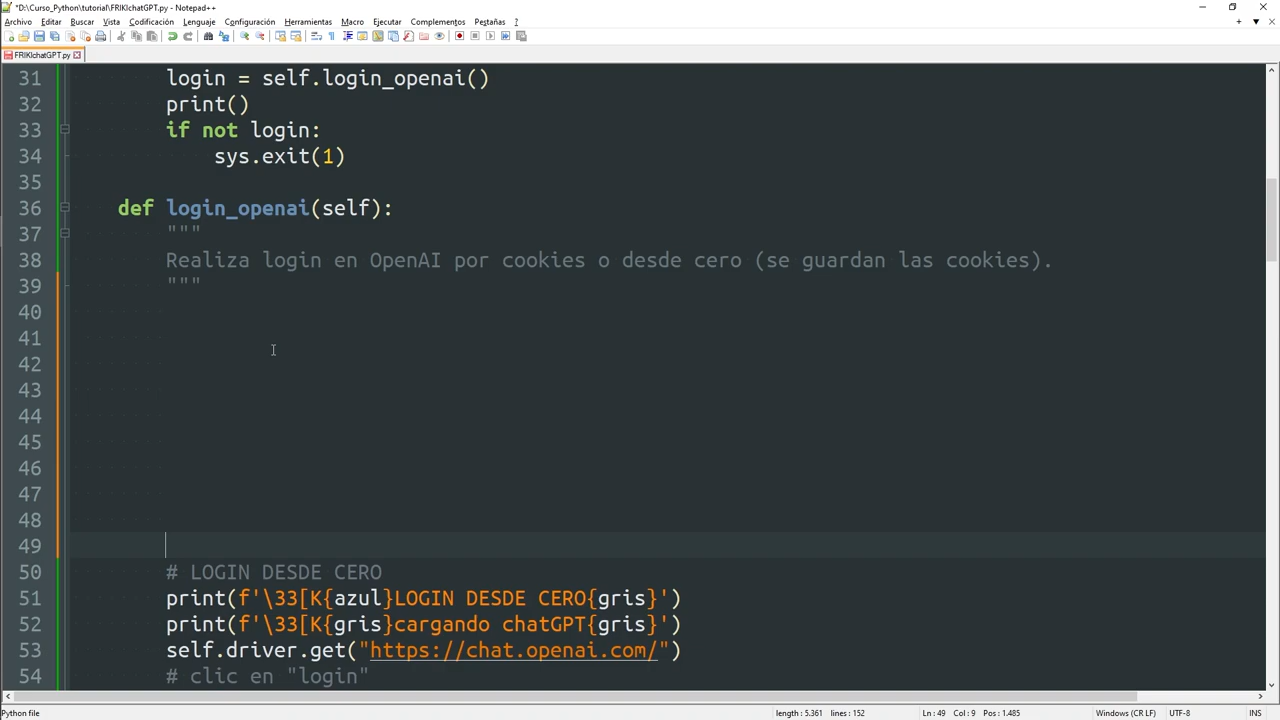 *D:\Curso_Python\tutorial\FRIKIchatGPT.py - Notepad++
Archivo Editar Buscar Vista Codificación Lenguaje Configuración Herramientas Macro Ejecutar Complementos Pestañas ?
FRIKIchatGPT.py
31 login = self.login_openai()
32 print()
33 if not login:
34 sys.exit(1)
35
36 def login_openai(self):
37 """
38 Realiza login en OpenAI por cookies o desde cero (se guardan las cookies).
39 """
40
41
42
43
44
45
46
47
48
49
50 # LOGIN DESDE CERO
51 print(f'\33[K{azul}LOGIN DESDE CERO{gris}')
52 print(f'\33[K{gris}cargando chatGPT{gris}')
53 self.driver.get("https://chat.openai.com/")
54 # clic en "login"
Python file length : 5.361 lines : 152 Ln : 49 Col : 9 Pos : 1.485 Windows (CR LF) UTF-8 INS